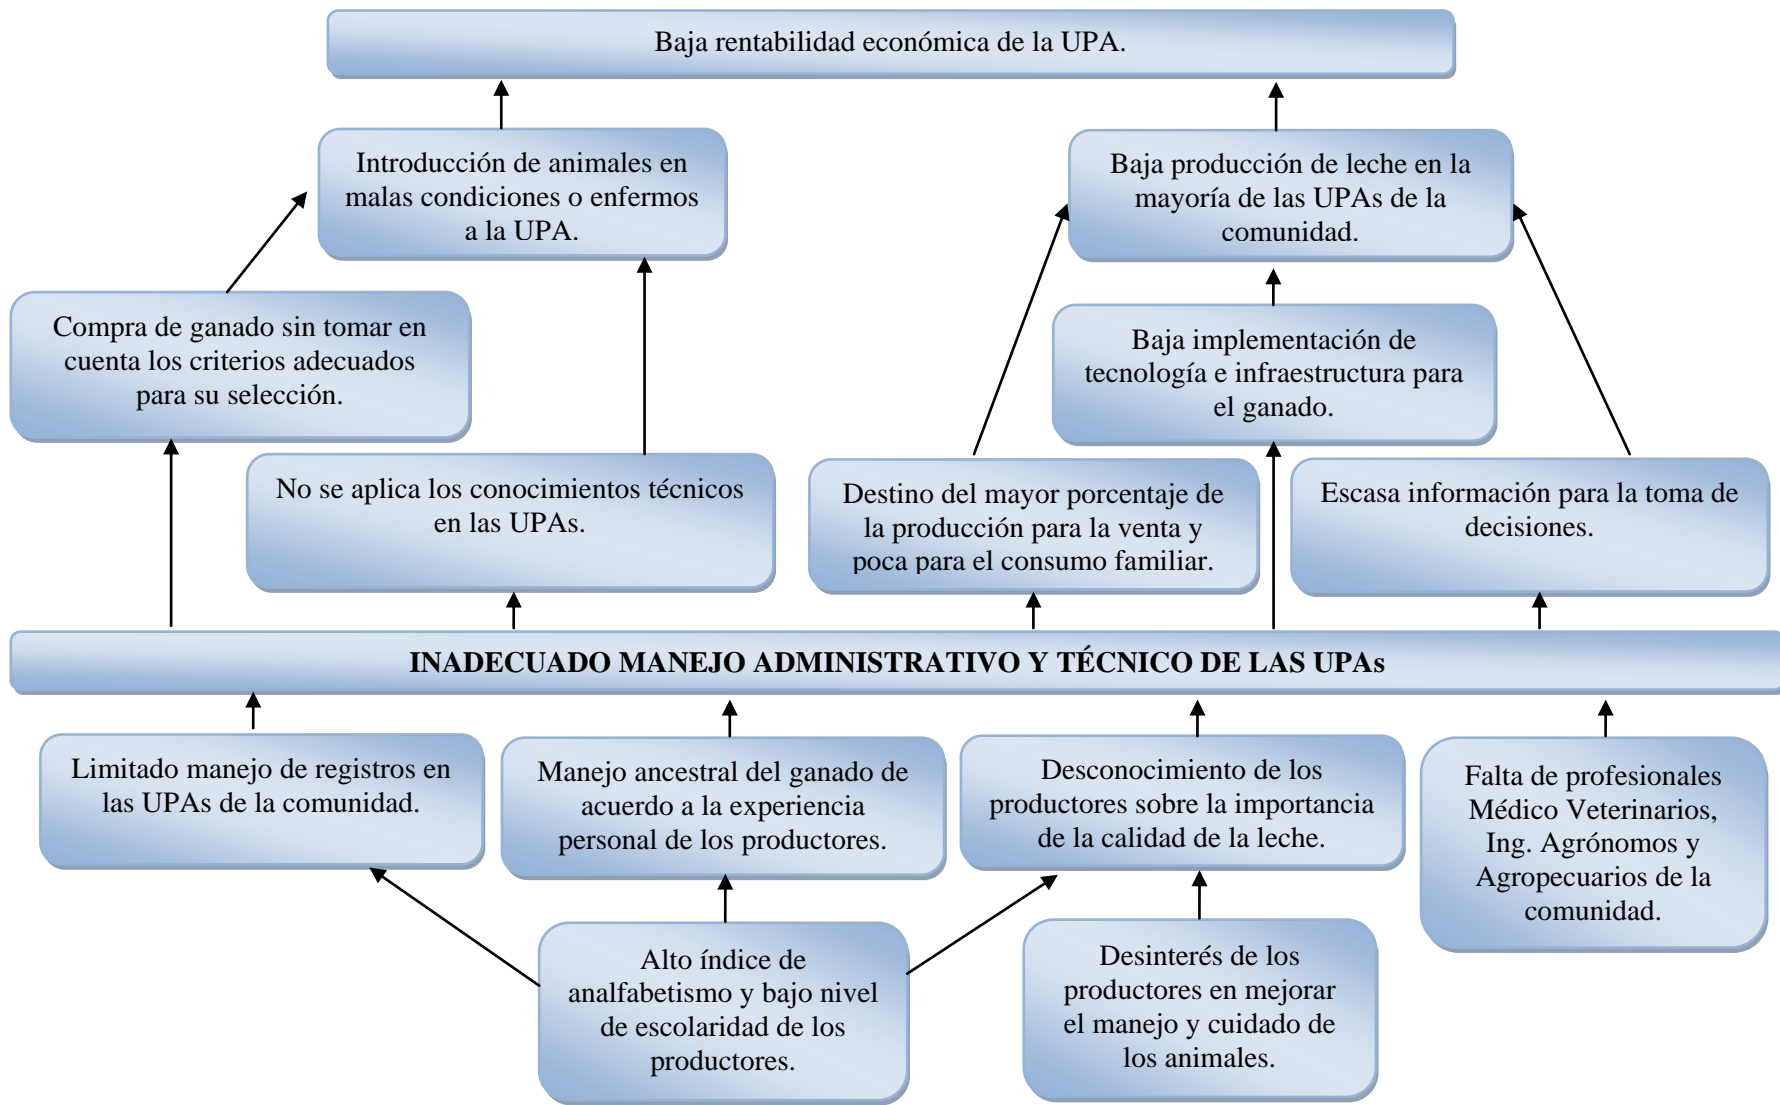 Baja rentabilidad económica de la UPA.
Introducción de animales en
malas condiciones o enfermos
a la UPA.
Baja producción de leche en la
mayoría de las UPAs de la
comunidad.
Compra de ganado sin tomar en
cuenta los criterios adecuados
para su selección.
Baja implementación de
tecnología e infraestructura para
el ganado.
No se aplica los conocimientos técnicos
en las UPAs.
Destino del mayor porcentaje de
la producción para la venta y
poca para el consumo familiar.
Escasa información para la toma de
decisiones.
INADECUADO MANEJO ADMINISTRATIVO Y TÉCNICO DE LAS UPAs
Limitado manejo de registros en
las UPAs de la comunidad.
Manejo ancestral del ganado de
acuerdo a la experiencia
personal de los productores.
Desconocimiento de los
productores sobre la importancia
de la calidad de la leche.
Falta de profesionales
Médico Veterinarios,
Ing. Agrónomos y
Agropecuarios de la
comunidad.
Alto índice de
analfabetismo y bajo nivel
de escolaridad de los
productores.
Desinterés de los
productores en mejorar
el manejo y cuidado de
los animales.